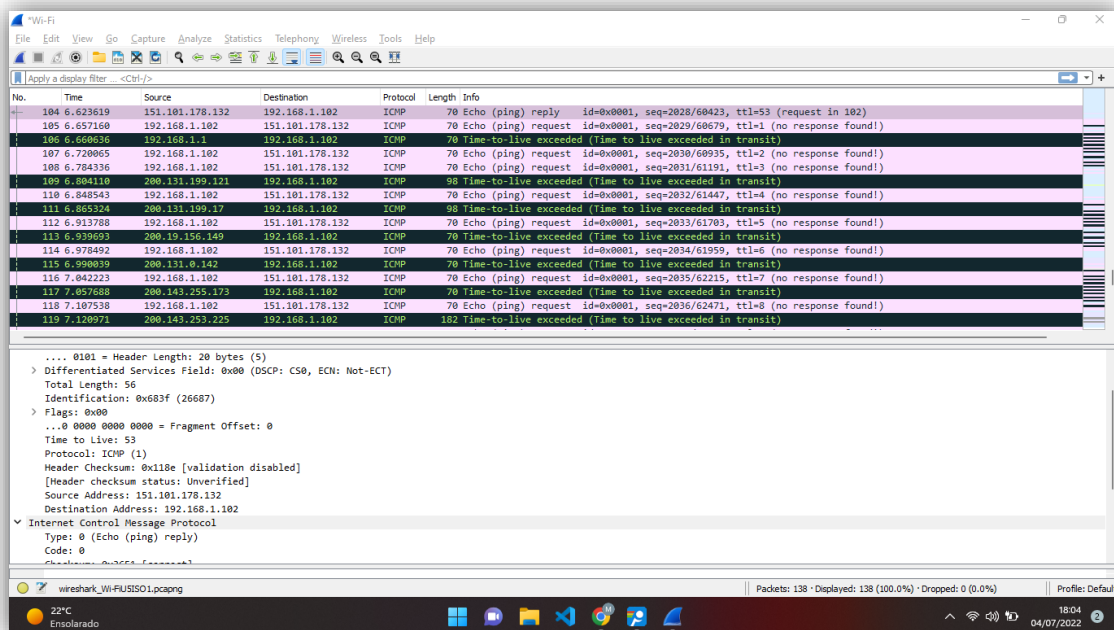 *Wi-Fi
File Edit View Go Capture Analyze Statistics Telephony Wireless Tools Help
Apply a display filter ... <Ctrl-/>
No. Time Source Destination Protocol Length Info
104 6.623619 151.101.178.132 192.168.1.102 ICMP 70 Echo (ping) reply id=0x0001, seq=2028/60423, ttl=53 (request in 102)
105 6.657160 192.168.1.102 151.101.178.132 ICMP 70 Echo (ping) request id=0x0001, seq=2029/60679, ttl=1 (no response found!)
106 6.660636 192.168.1.1 192.168.1.102 ICMP 70 Time-to-live exceeded (Time to live exceeded in transit)
107 6.720065 192.168.1.102 151.101.178.132 ICMP 70 Echo (ping) request id=0x0001, seq=2030/60935, ttl=2 (no response found!)
108 6.784336 192.168.1.102 151.101.178.132 ICMP 70 Echo (ping) request id=0x0001, seq=2031/61191, ttl=3 (no response found!)
109 6.804110 200.131.199.121 192.168.1.102 ICMP 98 Time-to-live exceeded (Time to live exceeded in transit)
110 6.848543 192.168.1.102 151.101.178.132 ICMP 70 Echo (ping) request id=0x0001, seq=2032/61447, ttl=4 (no response found!)
111 6.865324 200.131.199.17 192.168.1.102 ICMP 98 Time-to-live exceeded (Time to live exceeded in transit)
112 6.913788 192.168.1.102 151.101.178.132 ICMP 70 Echo (ping) request id=0x0001, seq=2033/61703, ttl=5 (no response found!)
113 6.939693 200.19.156.149 192.168.1.102 ICMP 70 Time-to-live exceeded (Time to live exceeded in transit)
114 6.978492 192.168.1.102 151.101.178.132 ICMP 70 Echo (ping) request id=0x0001, seq=2034/61959, ttl=6 (no response found!)
115 6.990039 200.131.0.142 192.168.1.102 ICMP 70 Time-to-live exceeded (Time to live exceeded in transit)
116 7.042223 192.168.1.102 151.101.178.132 ICMP 70 Echo (ping) request id=0x0001, seq=2035/62215, ttl=7 (no response found!)
117 7.057688 200.143.255.173 192.168.1.102 ICMP 70 Time-to-live exceeded (Time to live exceeded in transit)
118 7.107538 192.168.1.102 151.101.178.132 ICMP 70 Echo (ping) request id=0x0001, seq=2036/62471, ttl=8 (no response found!)
119 7.120971 200.143.253.225 192.168.1.102 ICMP 182 Time-to-live exceeded (Time to live exceeded in transit)
.... 0101 = Header Length: 20 bytes (5)
Differentiated Services Field: 0x00 (DSCP: CS0, ECN: Not-ECT)
Total Length: 56
Identification: 0x683f (26687)
Flags: 0x00
...0 0000 0000 0000 = Fragment Offset: 0
Time to Live: 53
Protocol: ICMP (1)
Header Checksum: 0x118e [validation disabled]
[Header checksum status: Unverified]
Source Address: 151.101.178.132
Destination Address: 192.168.1.102
Internet Control Message Protocol
Type: 0 (Echo (ping) reply)
Code: 0
wireshark_Wi-FiU5ISO1.pcapng Packets: 138 · Displayed: 138 (100.0%) · Dropped: 0 (0.0%) Profile: Defaul
22°C
Ensolarado
18:04
04/07/2022
2